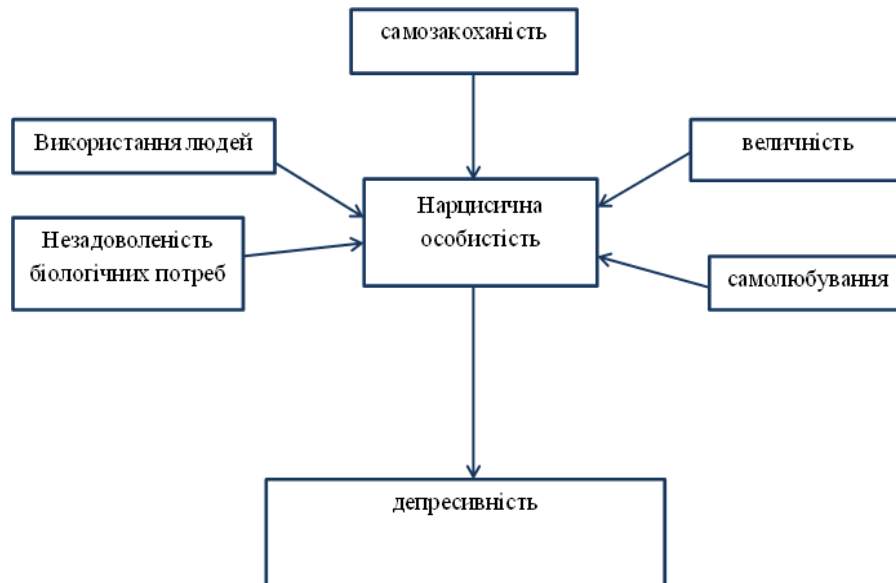 самозакоханість
Використання людей
величність
Нарцисична
особистість
Незадоволеність
біологічних потреб
самолюбування
депресивність